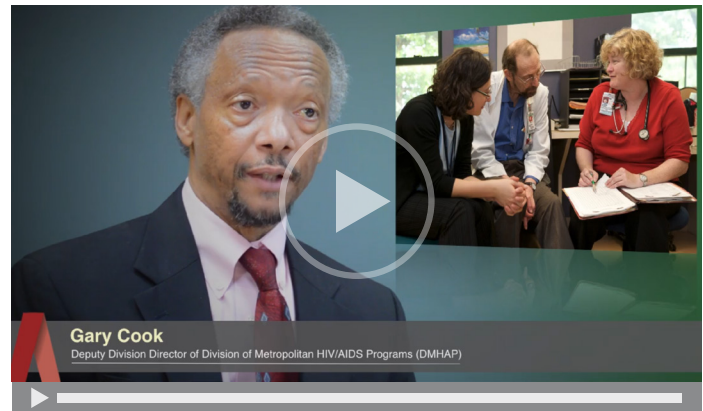 Gary Cook
Deputy Division Director of Division of Metropolitan HIV/AIDS Programs (DMHAP)